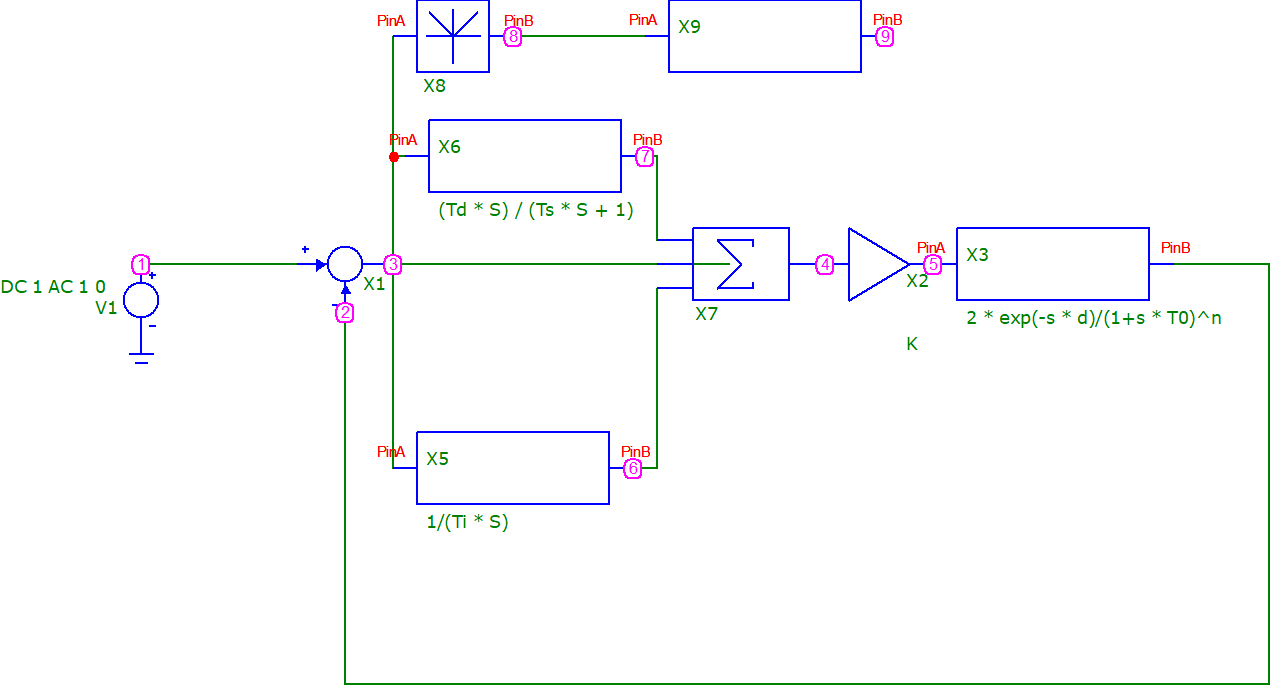 PinA
PinB
8
X8
PinA
X9
PinB
9
PinA
X6
PinB
7
(Td * S) / (Ts * S + 1)
1
DC 1 AC 1 0
V1
+
-
+
-
X1
2
3
X7
4
X2
K
PinA
5
X3
PinB
2 * exp(-s * d)/(1+s * T0)^n
PinA
X5
PinB
6
1/(Ti * S)